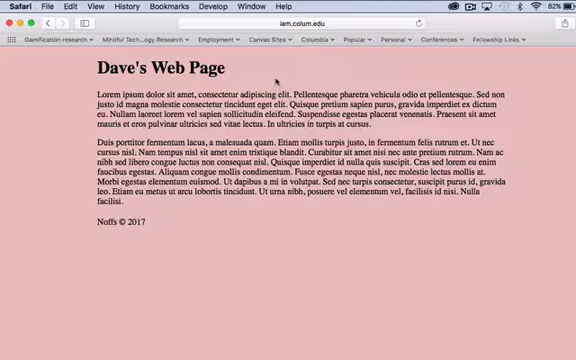 Safari File Edit View History Bookmarks Develop Window Help 82%
iam.colum.edu
Gamification research Mindful Tech...ogy Research Employment Canvas Sites Columbia Popular Personal Conferences Fellowship Links
Dave's Web Page
Lorem ipsum dolor sit amet, consectetur adipiscing elit. Pellentesque pharetra vehicula odio et pellentesque. Sed non
justo id magna molestie consectetur tincidunt eget elit. Quisque pretium sapien purus, gravida imperdiet ex dictum
eu. Nullam laoreet lorem vel sapien sollicitudin eleifend. Suspendisse egestas placerat venenatis. Praesent sit amet
mauris et eros pulvinar ultricies sed vitae lectus. In ultricies in turpis at cursus.
Duis porttitor fermentum lacus, a malesuada quam. Etiam mollis turpis justo, in fermentum mollis rutrum et. Nunc ut nec
cursus nisl. Nam tempus nisl sit amet enim tristique blandit. Curabitur sit amet nisi nec ante pretium rutrum. Nam ac
nibh sed libero congue luctus non consequat nisl. Quisque imperdiet id nulla quis suscipit. Cras sed lorem eu enim
faucibus egestas. Aliquam congue mollis condimentum. Fusce egestas neque nisl, nec molestie lectus mollis at.
Morbi egestas elementum euismod. Ut dapibus a mi in volutpat. Sed nec turpis consectetur, suscipit purus id, gravida
leo. Etiam eu metus ut arcu lobortis tincidunt. Ut urna nibh, posuere vel elementum vel, facilisis id nisi. Nulla
facilisi.
Noffs © 2017